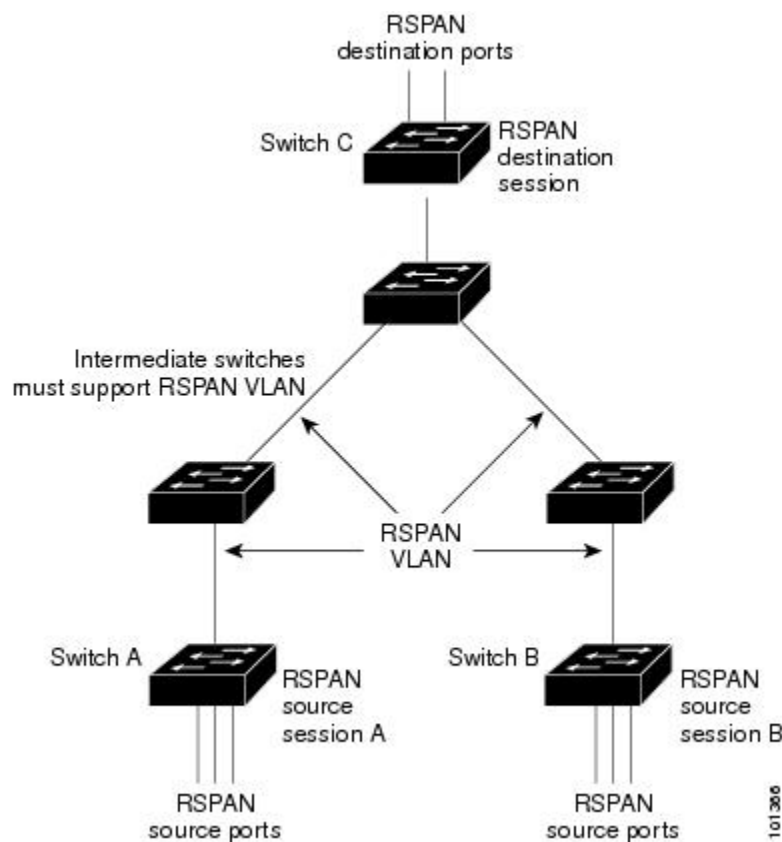 RSPAN
destination ports
Switch C
RSPAN
destination
session
Intermediate switches
must support RSPAN VLAN
RSPAN
VLAN
Switch A
RSPAN
source
session A
Switch B
RSPAN
source
session B
RSPAN
source ports
RSPAN
source ports
101366